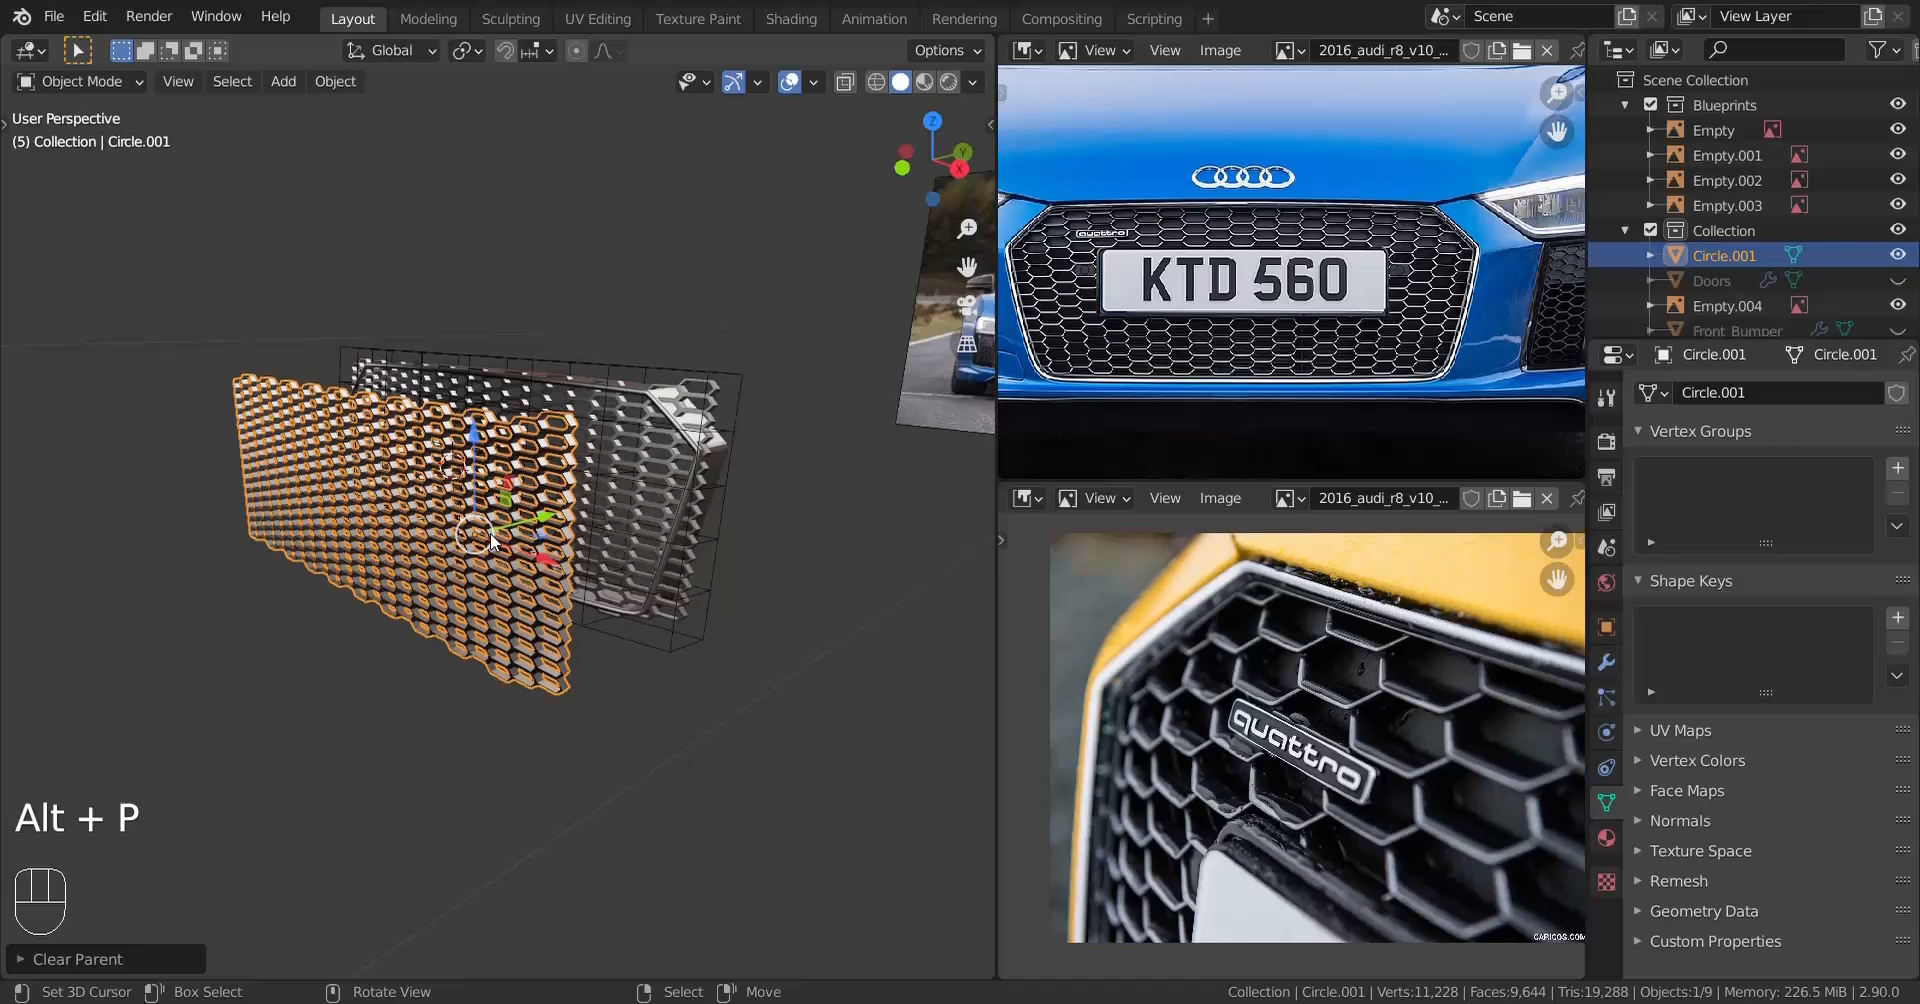 File Edit Render Window Help Layout Modeling Sculpting UV Editing Texture Paint Shading Animation Rendering Compositing Scripting + Scene View Layer
Global Options View View Image 2016_audi_r8_v10_...
Object Mode View Select Add Object
User Perspective
(5) Collection | Circle.001
Z
Y
X
quattro
KTD 560
Scene Collection
Blueprints
Empty
Empty.001
Empty.002
Empty.003
Collection
Circle.001
Doors
Empty.004
Front_Bumper
Circle.001 Circle.001
Circle.001
Vertex Groups
Shape Keys
UV Maps
Vertex Colors
Face Maps
Normals
Texture Space
Remesh
Geometry Data
Custom Properties
View View Image 2016_audi_r8_v10_...
quattro
CARICOS.COM
Alt + P
Clear Parent
Set 3D Cursor Box Select Rotate View Select Move Collection | Circle.001 | Verts:11,228 | Faces:9,644 | Tris:19,288 | Objects:1/9 | Memory: 226.5 MiB | 2.90.0